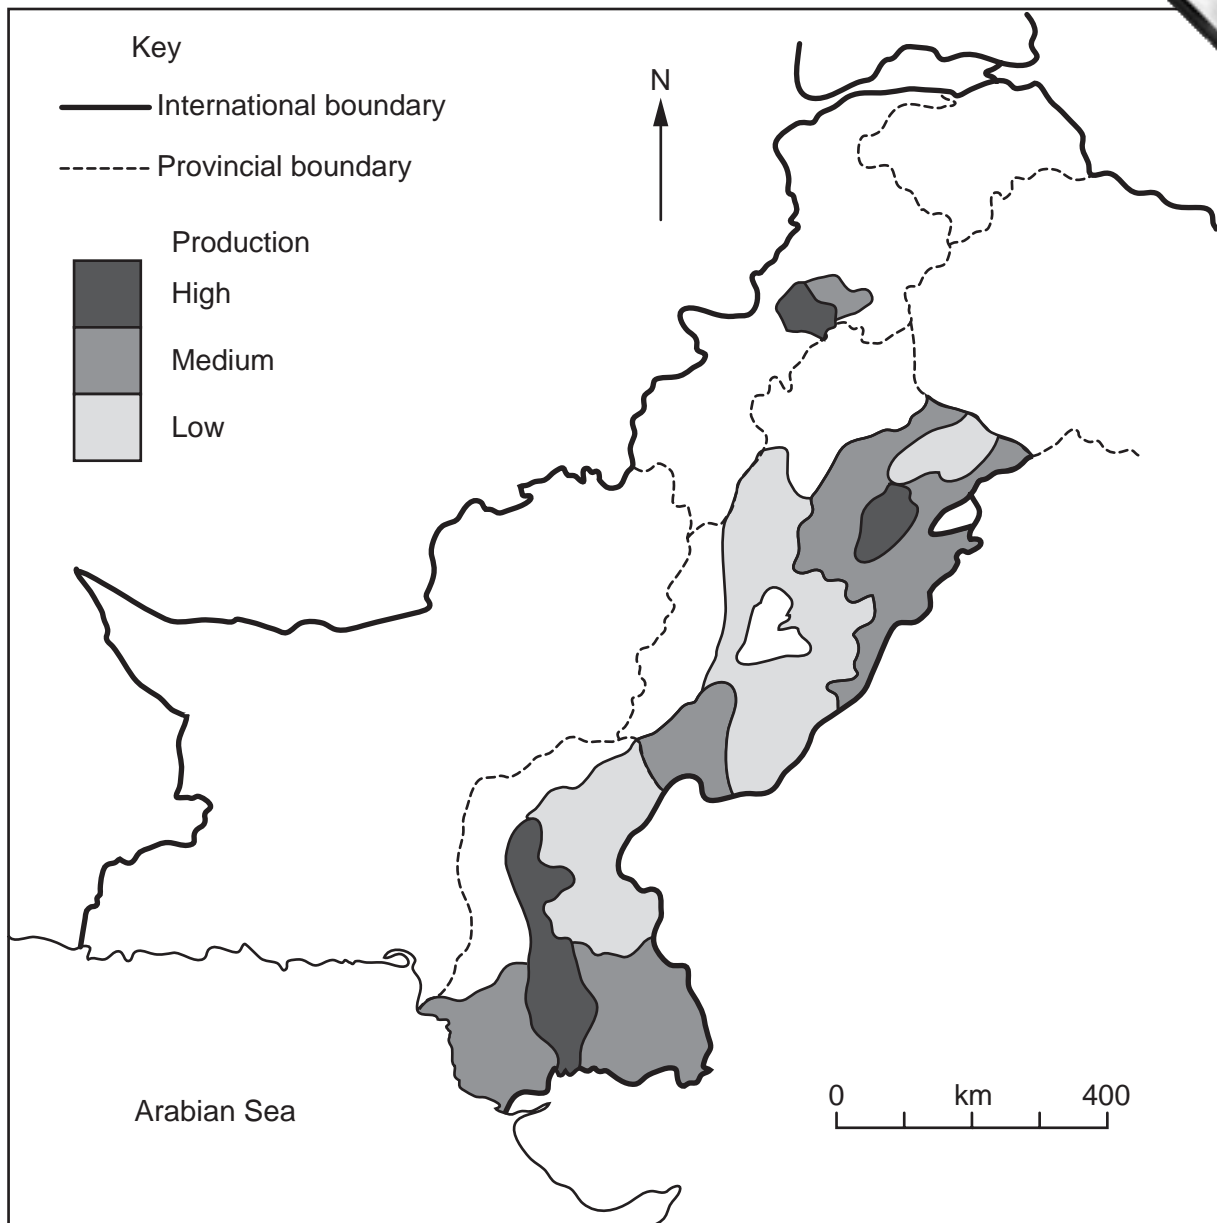 Key
International boundary
Provincial boundary
Production
High
Medium
Low
N
Arabian Sea
0 km 400